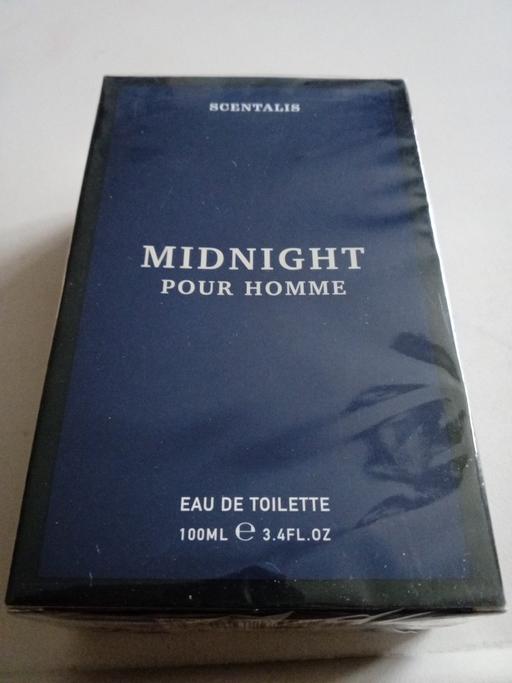 SCENTALIS
MIDNIGHT
POUR HOMME
EAU DE TOILETTE
100ML ℮ 3.4FL.OZ